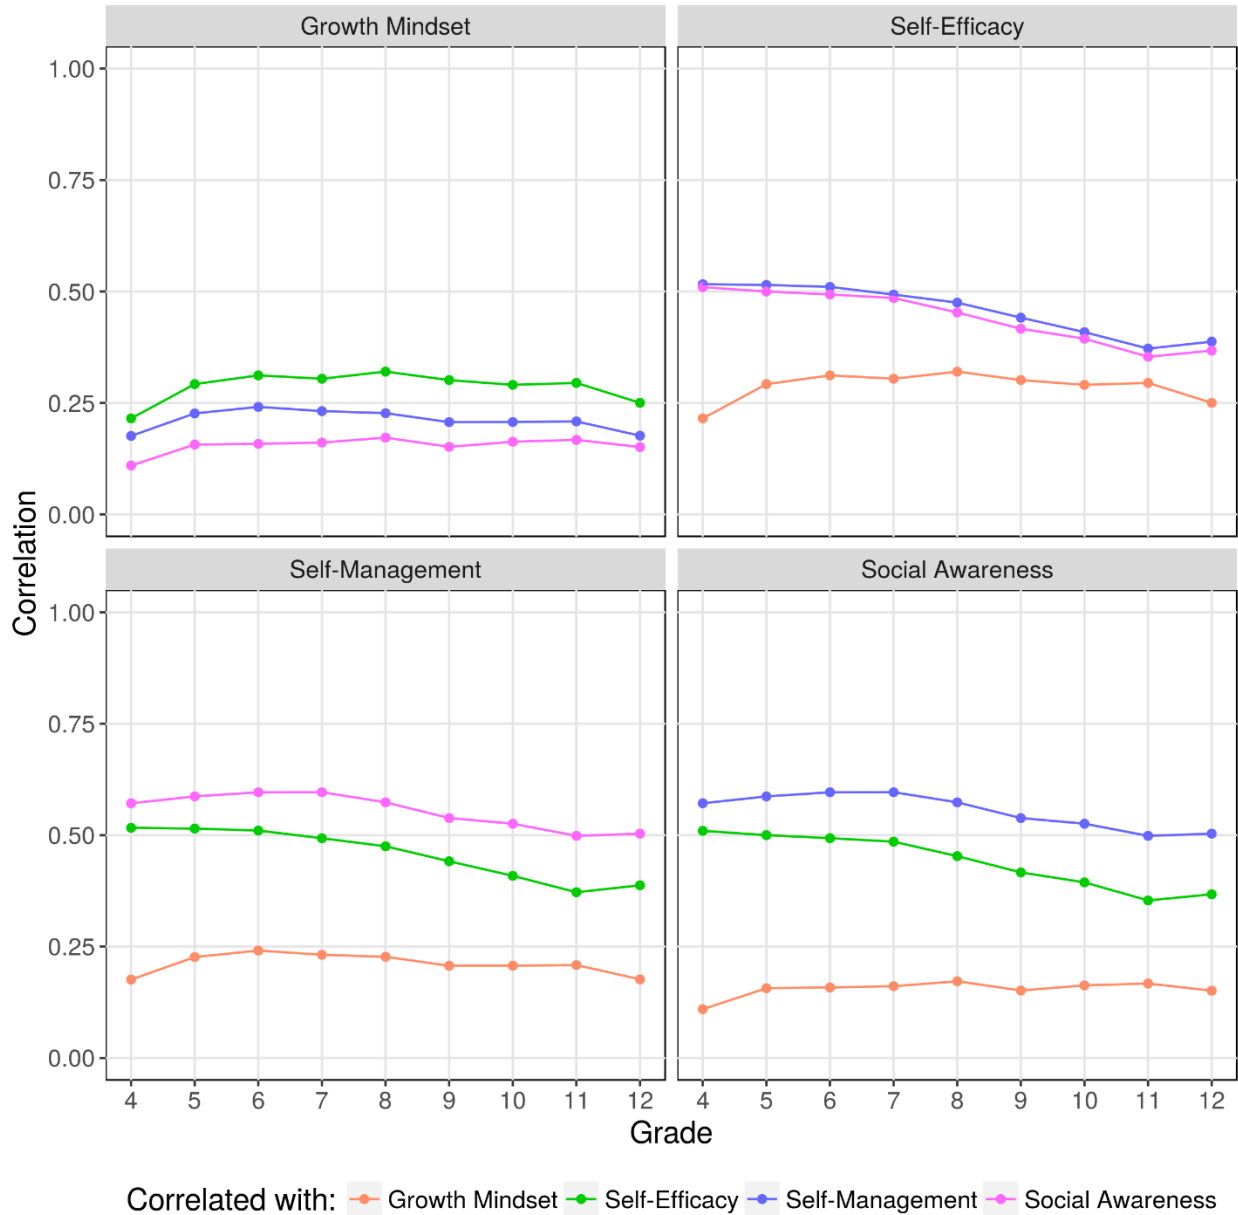 Growth Mindset
Self-Efficacy
1.00
0.75
0.50
0.25
0.00
Correlation
Self-Management
Social Awareness
1.00
0.75
0.50
0.25
0.00
4 5 6 7 8 9 10 11 12
4 5 6 7 8 9 10 11 12
Grade
Correlated with: Growth Mindset Self-Efficacy Self-Management Social Awareness